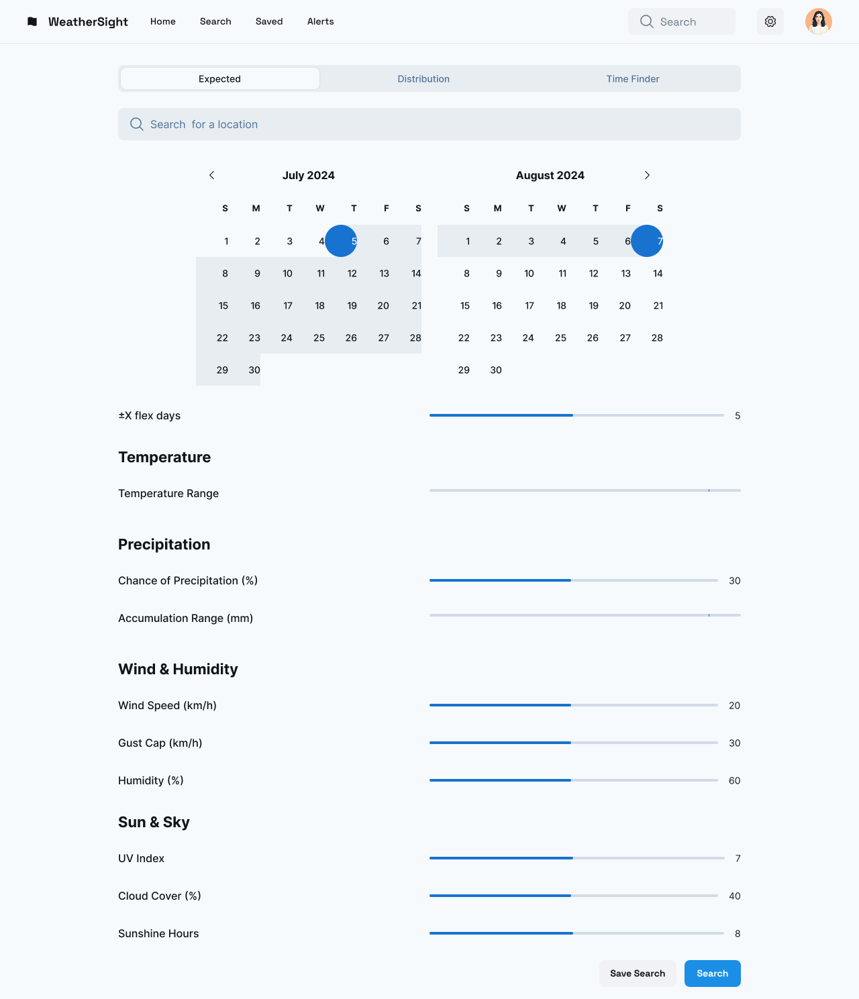 WeatherSight Home Search Saved Alerts Search
Expected Distribution Time Finder
Search for a location
July 2024 August 2024
S M T W T F S S M T W T F S
1 2 3 4 5 6 7 1 2 3 4 5 6 7
8 9 10 11 12 13 14 8 9 10 11 12 13 14
15 16 17 18 19 20 21 15 16 17 18 19 20 21
22 23 24 25 26 27 28 22 23 24 25 26 27 28
29 30 29 30
±X flex days 5
Temperature
Temperature Range
Precipitation
Chance of Precipitation (%) 30
Accumulation Range (mm)
Wind & Humidity
Wind Speed (km/h) 20
Gust Cap (km/h) 30
Humidity (%) 60
Sun & Sky
UV Index 7
Cloud Cover (%) 40
Sunshine Hours 8
Save Search Search